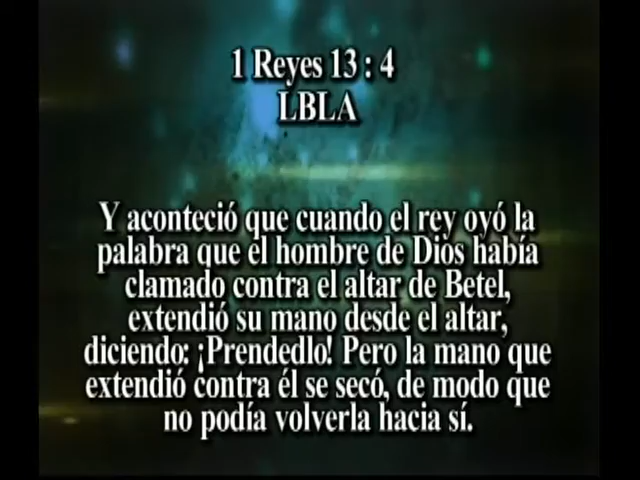 1 Reyes 13 : 4
LBLA
Y aconteció que cuando el rey oyó la
palabra que el hombre de Dios había
clamado contra el altar de Betel,
extendió su mano desde el altar,
diciendo: ¡Prendedlo! Pero la mano que
extendió contra él se secó, de modo que
no podía volverla hacia sí.